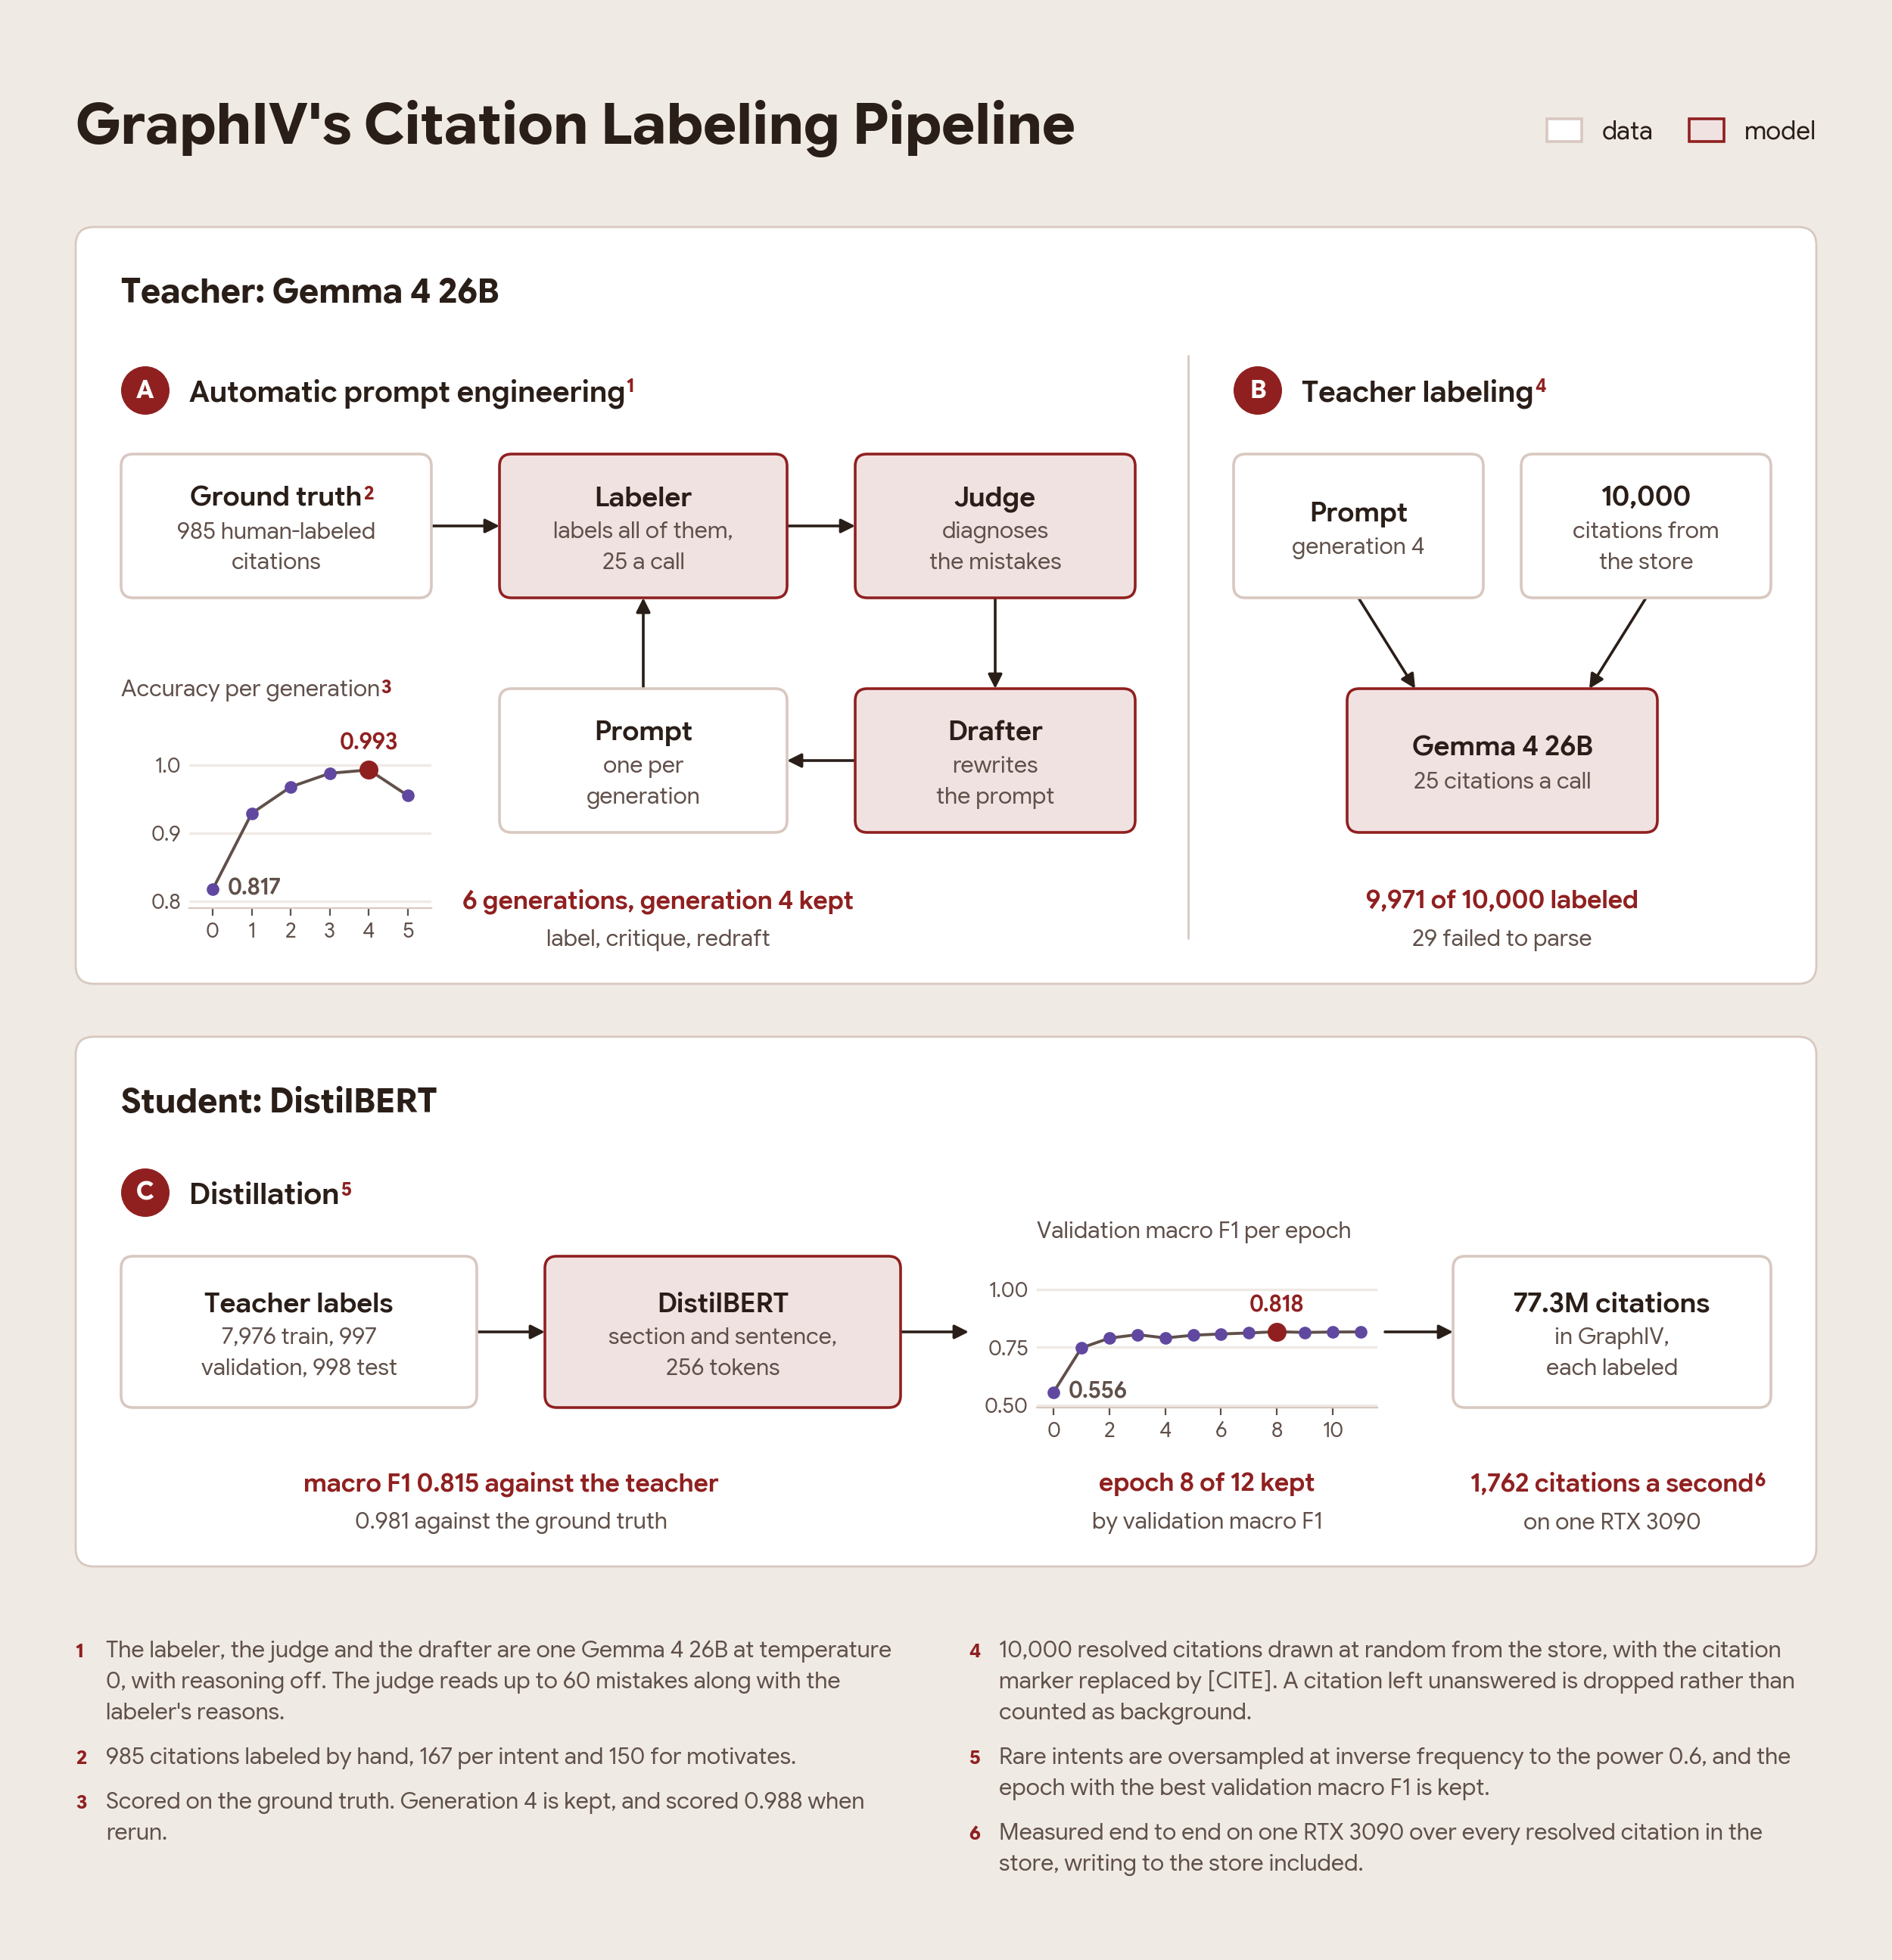 GraphIV's Citation Labeling Pipeline
data
model
Teacher: Gemma 4 26B
A
Automatic prompt engineering¹
Ground truth²
985 human-labeled
citations
Labeler
labels all of them,
25 a call
Judge
diagnoses
the mistakes
Accuracy per generation³
0.993
1.0
0.9
0.817
0.8
0 1 2 3 4 5
Prompt
one per
generation
Drafter
rewrites
the prompt
6 generations, generation 4 kept
label, critique, redraft
B
Teacher labeling⁴
Prompt
generation 4
10,000
citations from
the store
Gemma 4 26B
25 citations a call
9,971 of 10,000 labeled
29 failed to parse
Student: DistilBERT
C
Distillation⁵
Teacher labels
7,976 train, 997
validation, 998 test
DistilBERT
section and sentence,
256 tokens
Validation macro F1 per epoch
1.00
0.818
0.75
0.556
0.50
0 2 4 6 8 10
77.3M citations
in GraphIV,
each labeled
macro F1 0.815 against the teacher
0.981 against the ground truth
epoch 8 of 12 kept
by validation macro F1
1,762 citations a second⁶
on one RTX 3090
1 The labeler, the judge and the drafter are one Gemma 4 26B at temperature
0, with reasoning off. The judge reads up to 60 mistakes along with the
labeler's reasons.
2 985 citations labeled by hand, 167 per intent and 150 for motivates.
3 Scored on the ground truth. Generation 4 is kept, and scored 0.988 when
rerun.
4 10,000 resolved citations drawn at random from the store, with the citation
marker replaced by [CITE]. A citation left unanswered is dropped rather than
counted as background.
5 Rare intents are oversampled at inverse frequency to the power 0.6, and the
epoch with the best validation macro F1 is kept.
6 Measured end to end on one RTX 3090 over every resolved citation in the
store, writing to the store included.